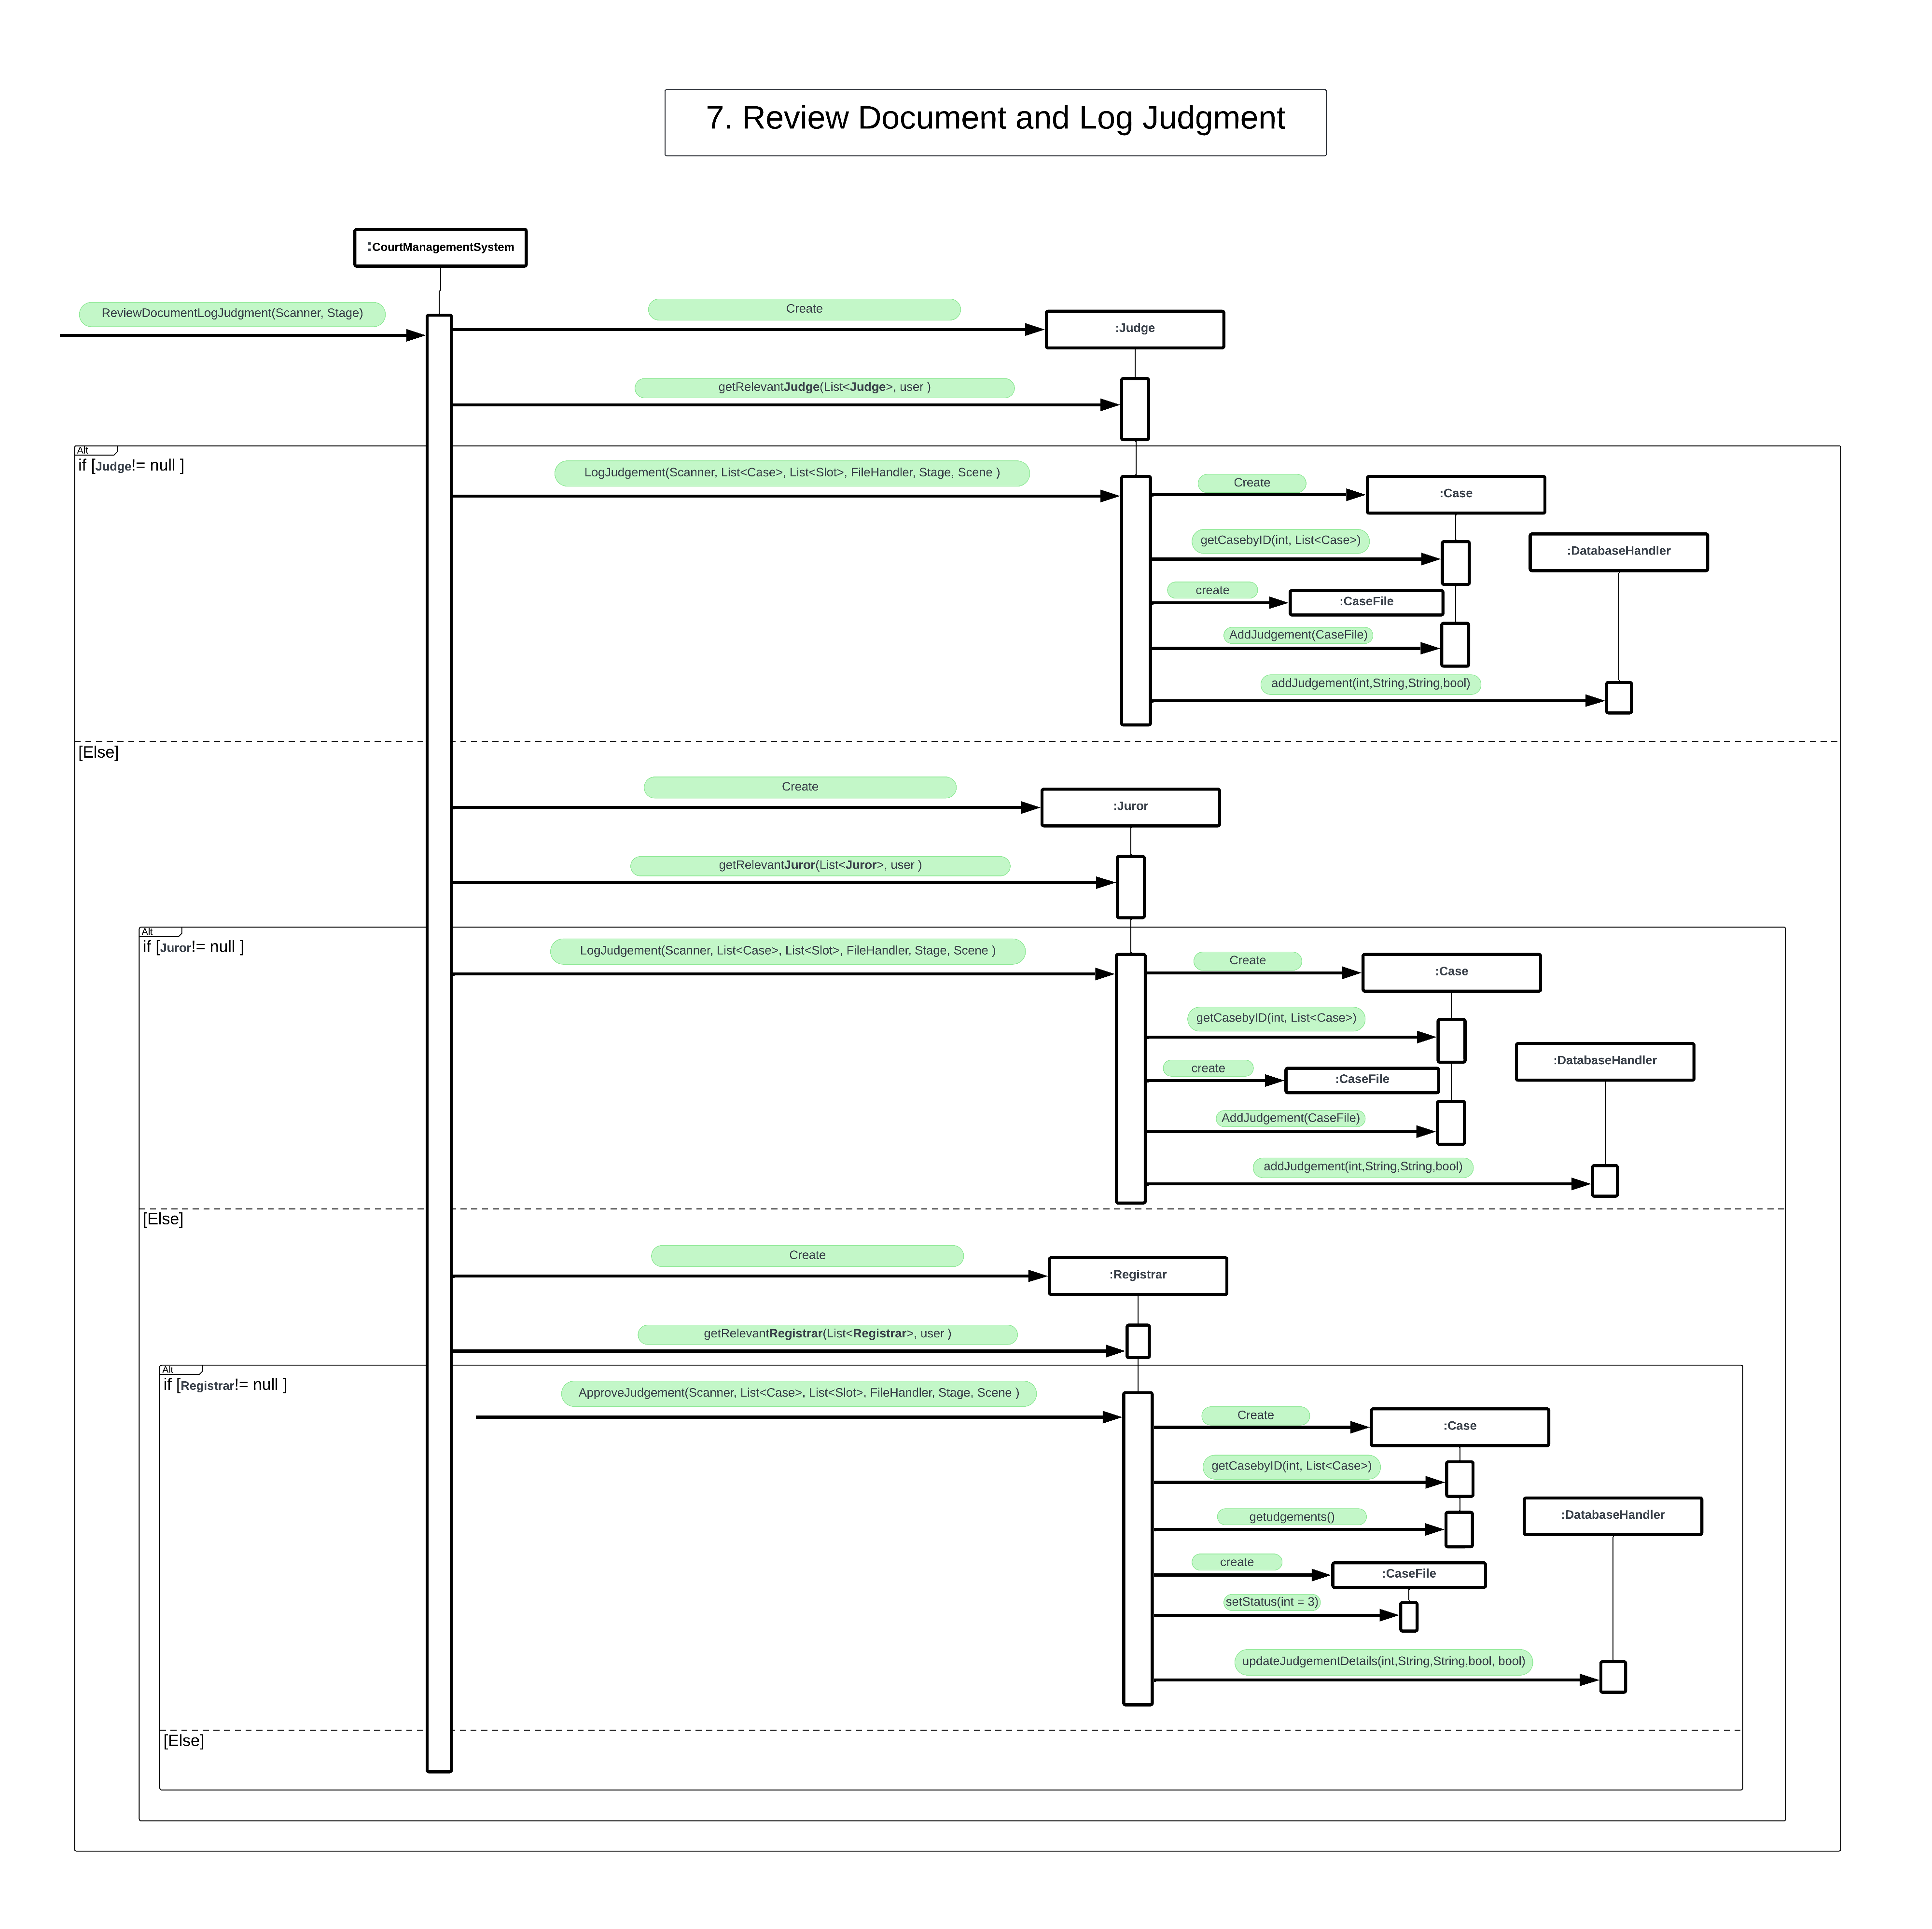 7. Review Document and Log Judgment
:CourtManagementSystem
ReviewDocumentLogJudgment(Scanner, Stage)
Create
:Judge
getRelevantJudge(List<Judge>, user )
Alt
if [Judge!= null ]
LogJudgement(Scanner, List<Case>, List<Slot>, FileHandler, Stage, Scene )
Create
:Case
getCasebyID(int, List<Case>)
:DatabaseHandler
create
:CaseFile
AddJudgement(CaseFile)
addJudgement(int,String,String,bool)
[Else]
Create
:Juror
getRelevantJuror(List<Juror>, user )
Alt
if [Juror!= null ]
LogJudgement(Scanner, List<Case>, List<Slot>, FileHandler, Stage, Scene )
Create
:Case
getCasebyID(int, List<Case>)
:DatabaseHandler
create
:CaseFile
AddJudgement(CaseFile)
addJudgement(int,String,String,bool)
[Else]
Create
:Registrar
getRelevantRegistrar(List<Registrar>, user )
Alt
if [Registrar!= null ]
ApproveJudgement(Scanner, List<Case>, List<Slot>, FileHandler, Stage, Scene )
Create
:Case
getCasebyID(int, List<Case>)
:DatabaseHandler
getudgements()
create
:CaseFile
setStatus(int = 3)
updateJudgementDetails(int,String,String,bool, bool)
[Else]